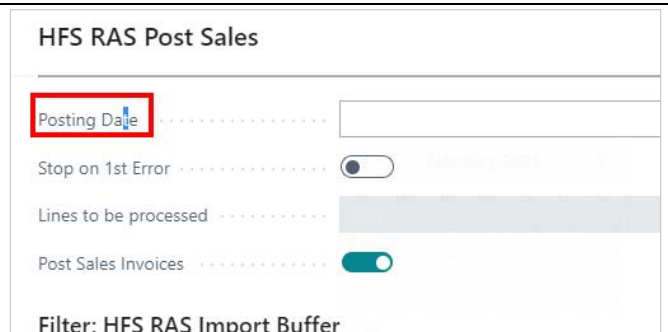 HFS RAS Post Sales
Posting Date
Stop on 1st Error
Lines to be processed
Post Sales Invoices
Filter: HFS RAS Import Buffer